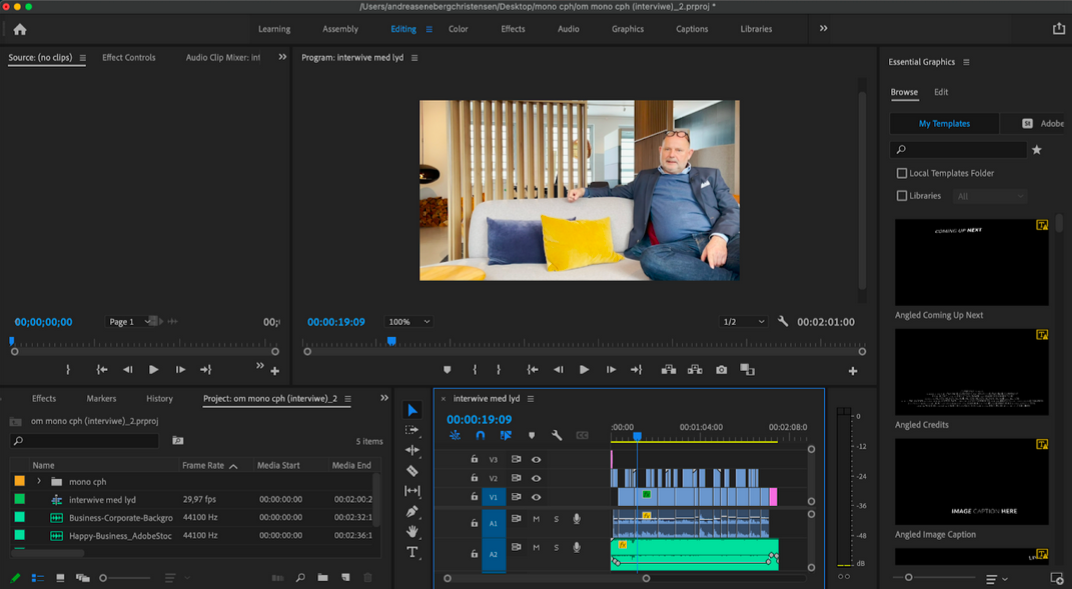 /Users/andreasenebergchristensen/Desktop/mono cph/om mono cph (interviwe)_2.prproj *
Learning Assembly Editing Color Effects Audio Graphics Captions Libraries
Source: (no clips) Effect Controls Audio Clip Mixer: int
Program: interwive med lyd
Essential Graphics
Browse Edit
My Templates St Adobe
Local Templates Folder
Libraries All
COMING UP NEXT
Angled Coming Up Next
Angled Credits
IMAGE CAPTION HERE
Angled Image Caption
00;00;00;00 Page 1 00;
00:00:19:09 100% 1/2 00:02:01:00
Effects Markers History Project: om mono cph (interviwe)_2
om mono cph (interviwe)_2.prproj
5 items
Name Frame Rate Media Start Media End
mono cph
interwive med lyd 29,97 fps 00:00:00:00 00:02:00:2
Business-Corporate-Backgro 44100 Hz 00:00:00:00 00:02:32:1
Happy-Business_AdobeStoc 44100 Hz 00:00:00:00 00:02:36:1
× interwive med lyd
00:00:19:09
:00:00 00:01:04:00 00:02:08:0
V3
V2
V1
A1 M S
A2 M S
fx
fx
fx
T
0
-12
-24
-36
-48
dB